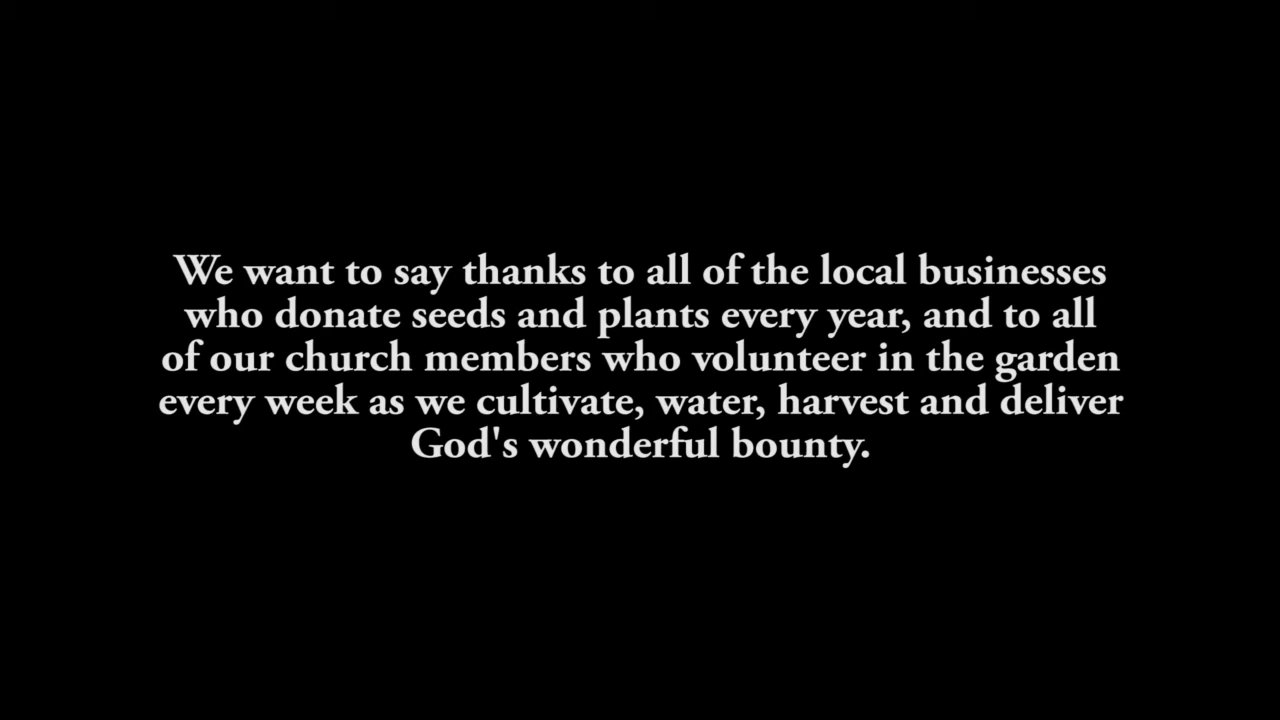 We want to say thanks to all of the local businesses
who donate seeds and plants every year, and to all
of our church members who volunteer in the garden
every week as we cultivate, water, harvest and deliver
God's wonderful bounty.